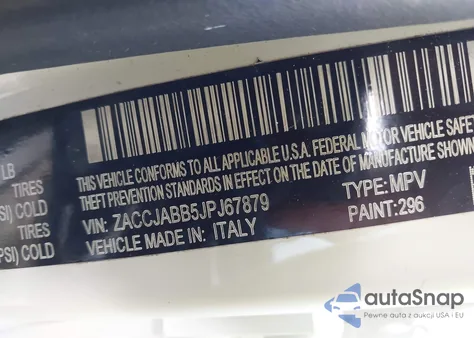 THIS VEHICLE CONFORMS TO ALL APPLICABLE U.S.A. FEDERAL MOTOR VEHICLE SAFETY
THEFT PREVENTION STANDARDS IN EFFECT ON THE DATE OF MANUFACTURE SHOWN
VIN: ZACCJABB5JPJ67879 TYPE: MPV
VEHICLE MADE IN: ITALY PAINT: 296
LB
TIRES
SI) COLD
TIRES
PSI) COLD
autoSnap
Pewne auta z aukcji USA i EU